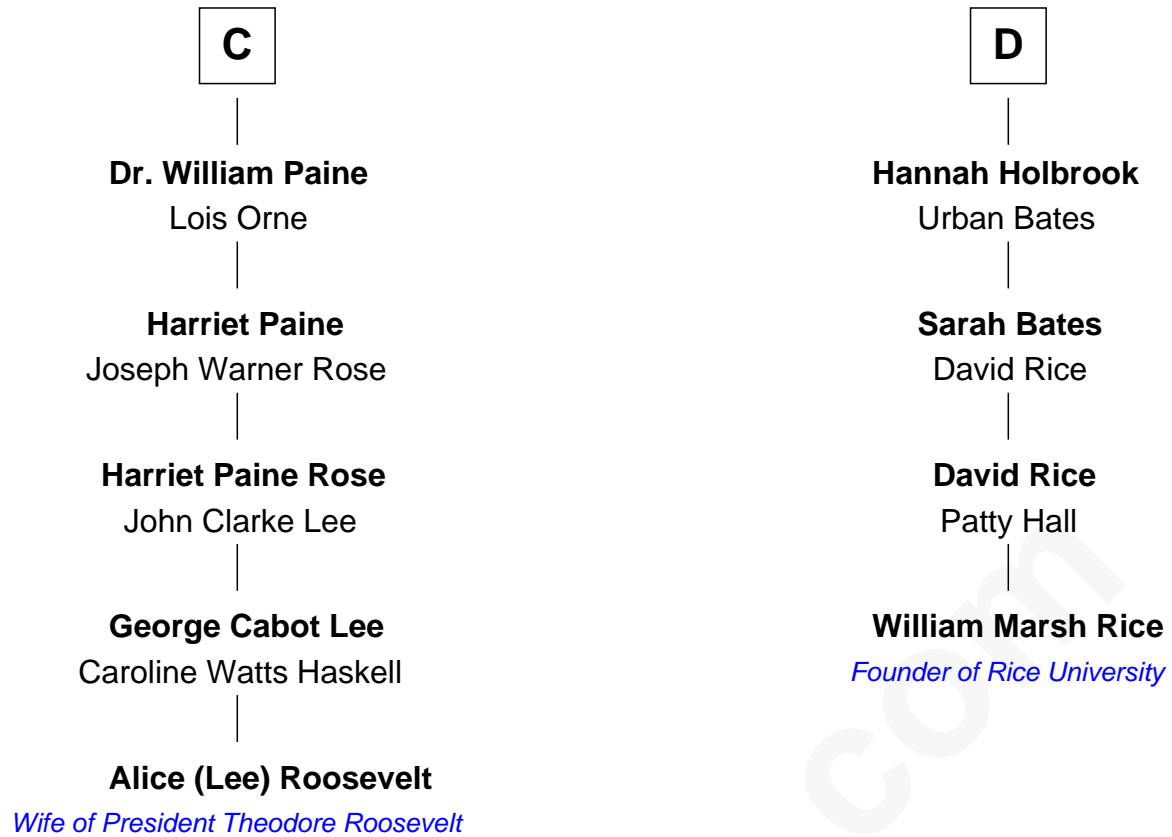 C
Dr. William Paine
Lois Orne
Harriet Paine
Joseph Warner Rose
Harriet Paine Rose
John Clarke Lee
George Cabot Lee
Caroline Watts Haskell
Alice (Lee) Roosevelt
Wife of President Theodore Roosevelt
D
Hannah Holbrook
Urban Bates
Sarah Bates
David Rice
David Rice
Patty Hall
William Marsh Rice
Founder of Rice University
com